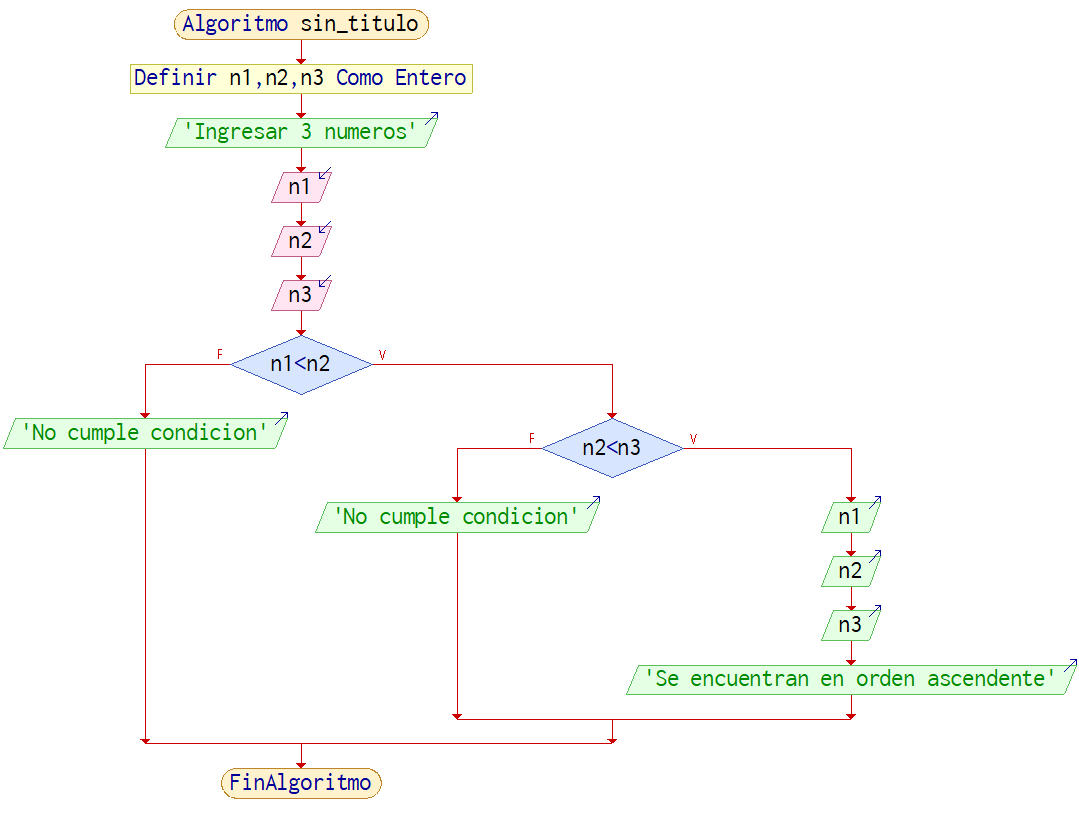 Algoritmo sin_titulo
Definir n1,n2,n3 Como Entero
'Ingresar 3 numeros'
n1
n2
n3
n1<n2
F
V
'No cumple condicion'
n2<n3
F
V
'No cumple condicion'
n1
n2
n3
'Se encuentran en orden ascendente'
FinAlgoritmo